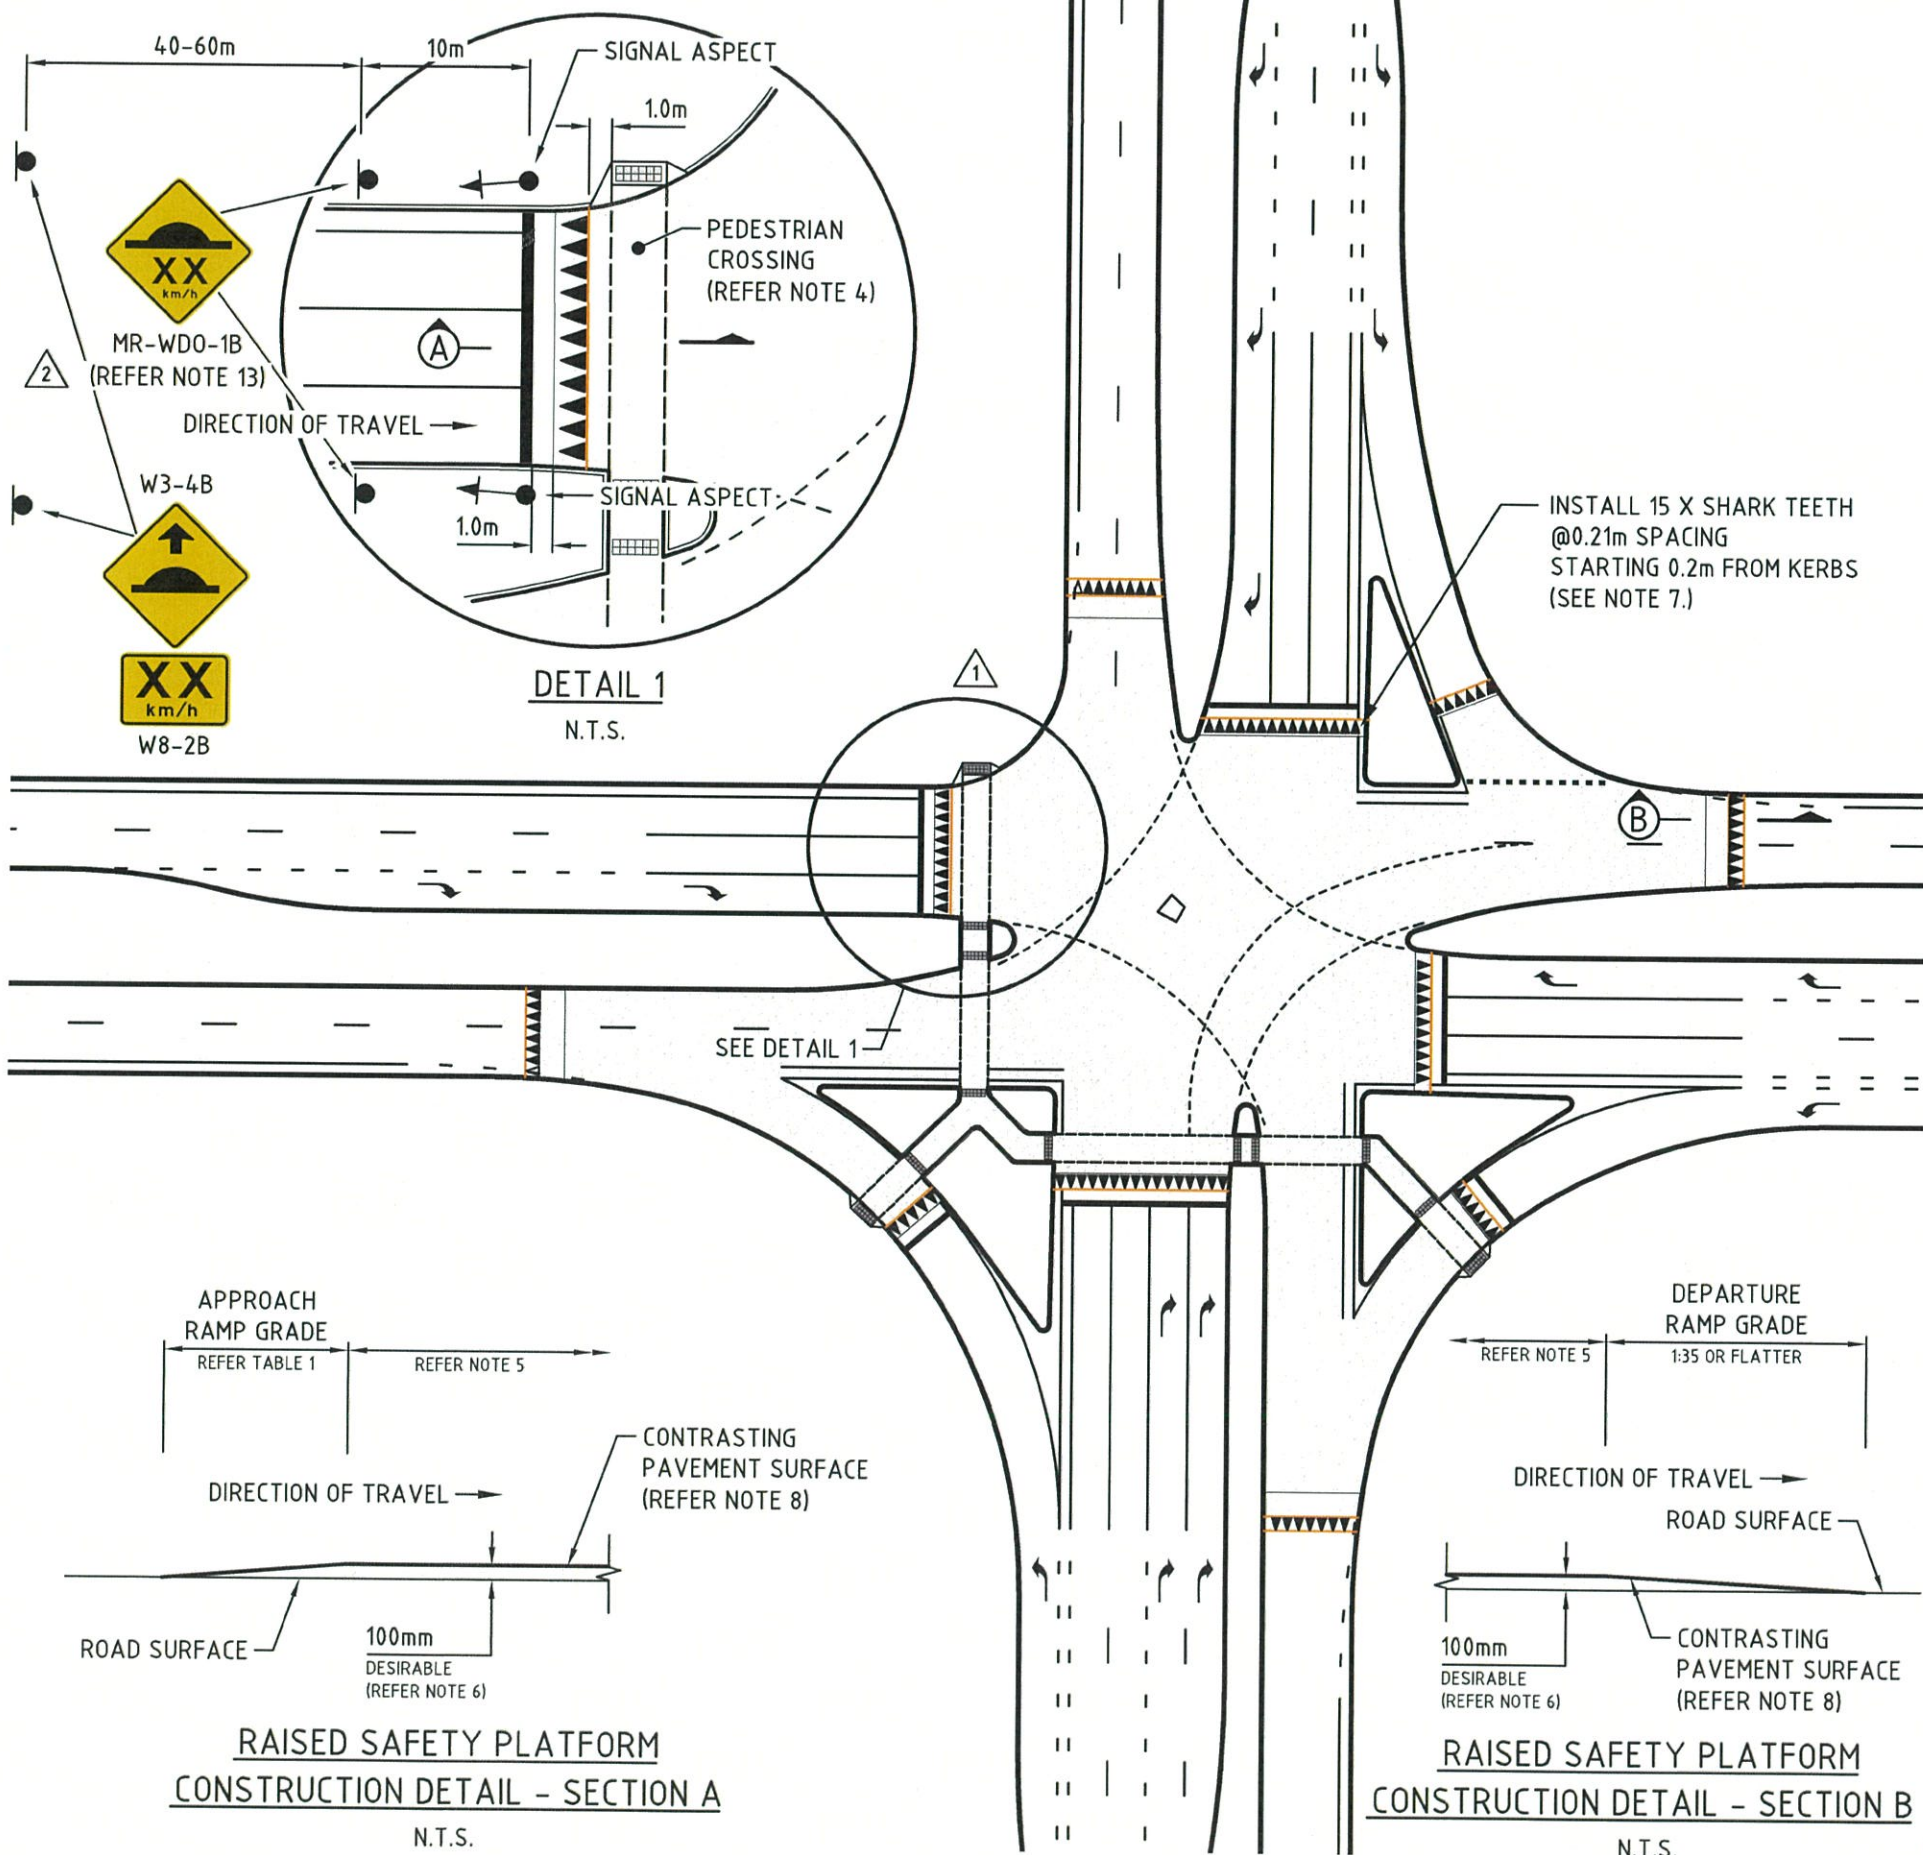 40-60m
10m
SIGNAL ASPECT
1.0m
XX
km/h
MR-WDO-1B
(REFER NOTE 13)
2
PEDESTRIAN
CROSSING
(REFER NOTE 4)
A
DIRECTION OF TRAVEL
W3-4B
SIGNAL ASPECT
1.0m
XX
km/h
W8-2B
DETAIL 1
N.T.S.
1
INSTALL 15 X SHARK TEETH
@0.21m SPACING
STARTING 0.2m FROM KERBS
(SEE NOTE 7.)
B
SEE DETAIL 1
APPROACH
RAMP GRADE
REFER TABLE 1
REFER NOTE 5
DIRECTION OF TRAVEL
CONTRASTING
PAVEMENT SURFACE
(REFER NOTE 8)
ROAD SURFACE
100mm
DESIRABLE
(REFER NOTE 6)
RAISED SAFETY PLATFORM
CONSTRUCTION DETAIL - SECTION A
N.T.S.
DEPARTURE
RAMP GRADE
1:35 OR FLATTER
REFER NOTE 5
DIRECTION OF TRAVEL
ROAD SURFACE
100mm
DESIRABLE
(REFER NOTE 6)
CONTRASTING
PAVEMENT SURFACE
(REFER NOTE 8)
RAISED SAFETY PLATFORM
CONSTRUCTION DETAIL - SECTION B
N.T.S.